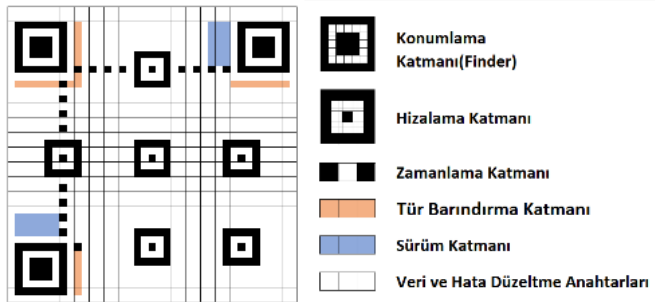 Konumlama
Katmanı(Finder)
Hizalama Katmanı
Zamanlama Katmanı
Tür Barındırma Katmanı
Sürüm Katmanı
Veri ve Hata Düzeltme Anahtarları